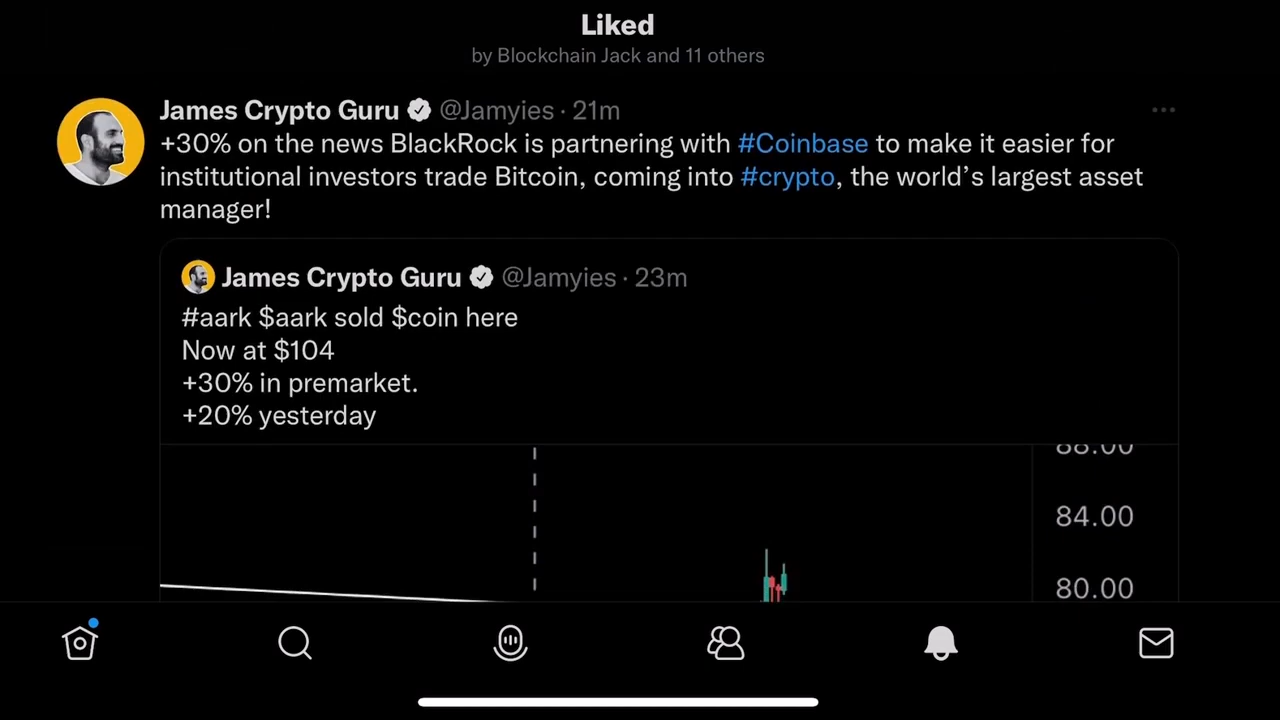 Liked
by Blockchain Jack and 11 others
James Crypto Guru @Jamyies · 21m
+30% on the news BlackRock is partnering with #Coinbase to make it easier for
institutional investors trade Bitcoin, coming into #crypto, the world’s largest asset
manager!
James Crypto Guru @Jamyies · 23m
#aark $aark sold $coin here
Now at $104
+30% in premarket.
+20% yesterday
88.00
84.00
80.00